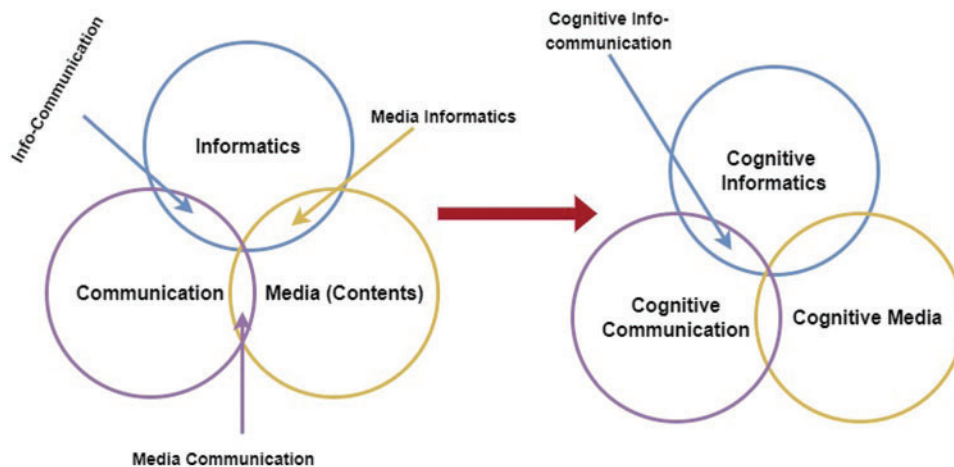 Info-Communication
Informatics
Media Informatics
Communication
Media (Contents)
Media Communication
Cognitive Info-
communication
Cognitive
Informatics
Cognitive
Communication
Cognitive Media